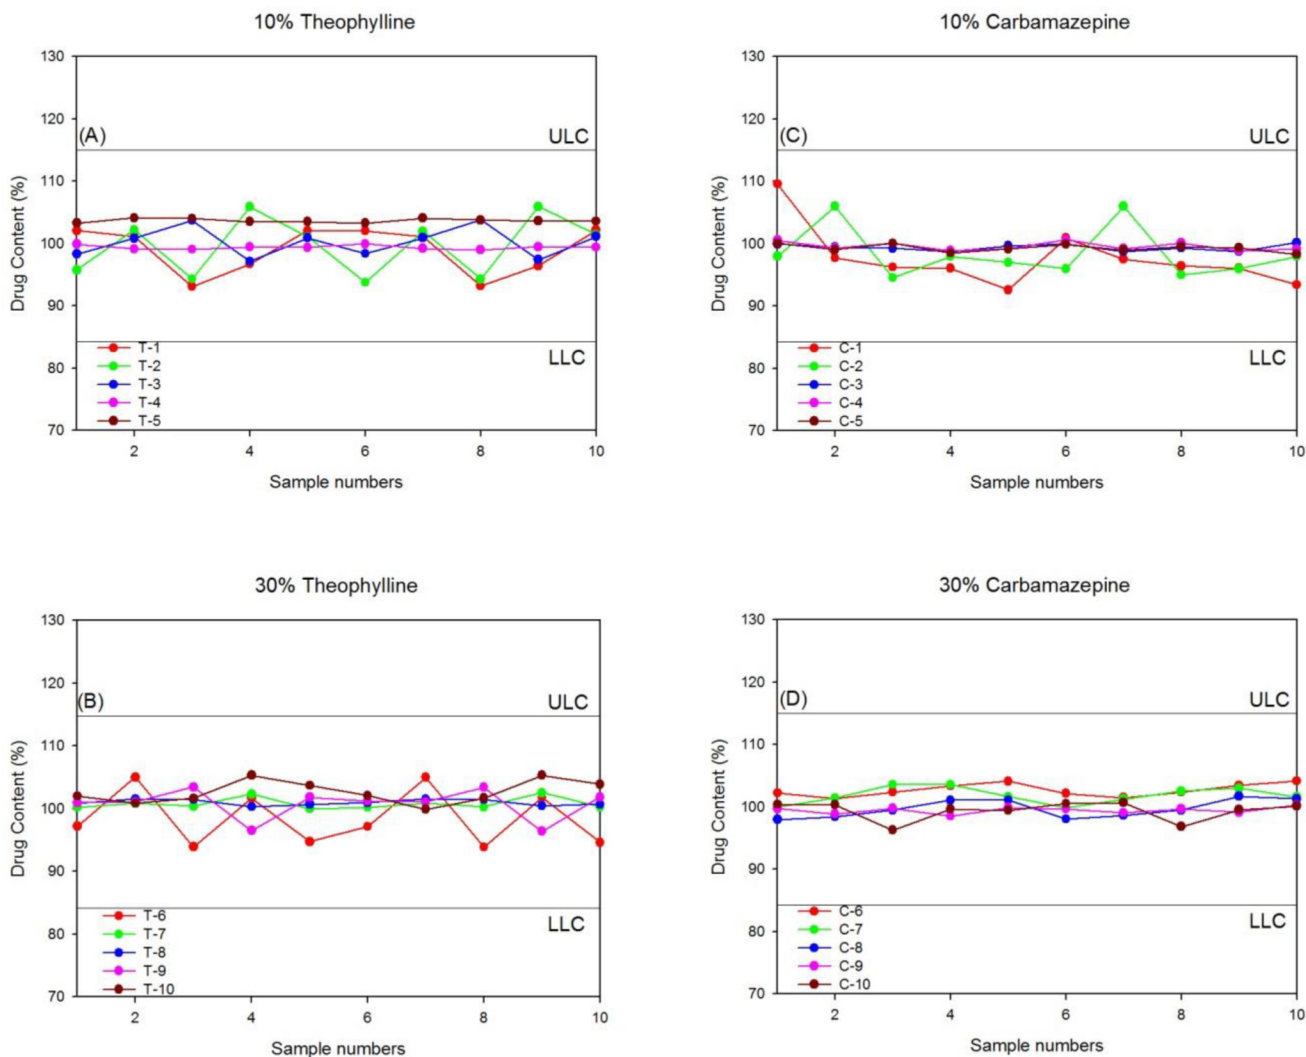 10% Theophylline
130
120
(A)
ULC
110
100
90
LLC
80
70
T-1
T-2
T-3
T-4
T-5
2
4
6
8
10
Drug Content (%)
Sample numbers
10% Carbamazepine
130
120
(C)
ULC
110
100
90
LLC
80
70
C-1
C-2
C-3
C-4
C-5
2
4
6
8
10
Drug Content (%)
Sample numbers
30% Theophylline
130
120
(B)
ULC
110
100
90
LLC
80
70
T-6
T-7
T-8
T-9
T-10
2
4
6
8
10
Drug Content (%)
Sample numbers
30% Carbamazepine
130
120
(D)
ULC
110
100
90
LLC
80
70
C-6
C-7
C-8
C-9
C-10
2
4
6
8
10
Drug Content (%)
Sample numbers